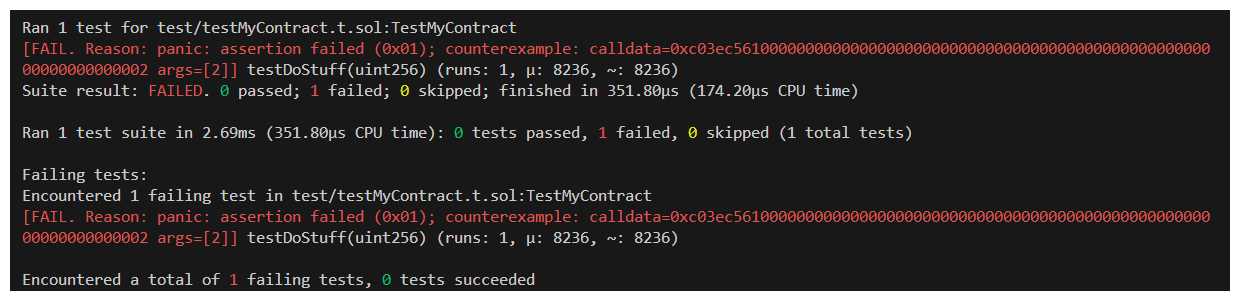 Ran 1 test for test/testMyContract.t.sol:TestMyContract
[FAIL. Reason: panic: assertion failed (0x01); counterexample: calldata=0xc03ec56100000000000000000000000000000000000000000000000000
00000000000002 args=[2]] testDoStuff(uint256) (runs: 1, μ: 8236, ~: 8236)
Suite result: FAILED. 0 passed; 1 failed; 0 skipped; finished in 351.80μs (174.20μs CPU time)
Ran 1 test suite in 2.69ms (351.80μs CPU time): 0 tests passed, 1 failed, 0 skipped (1 total tests)
Failing tests:
Encountered 1 failing test in test/testMyContract.t.sol:TestMyContract
[FAIL. Reason: panic: assertion failed (0x01); counterexample: calldata=0xc03ec56100000000000000000000000000000000000000000000000000
00000000000002 args=[2]] testDoStuff(uint256) (runs: 1, μ: 8236, ~: 8236)
Encountered a total of 1 failing tests, 0 tests succeeded